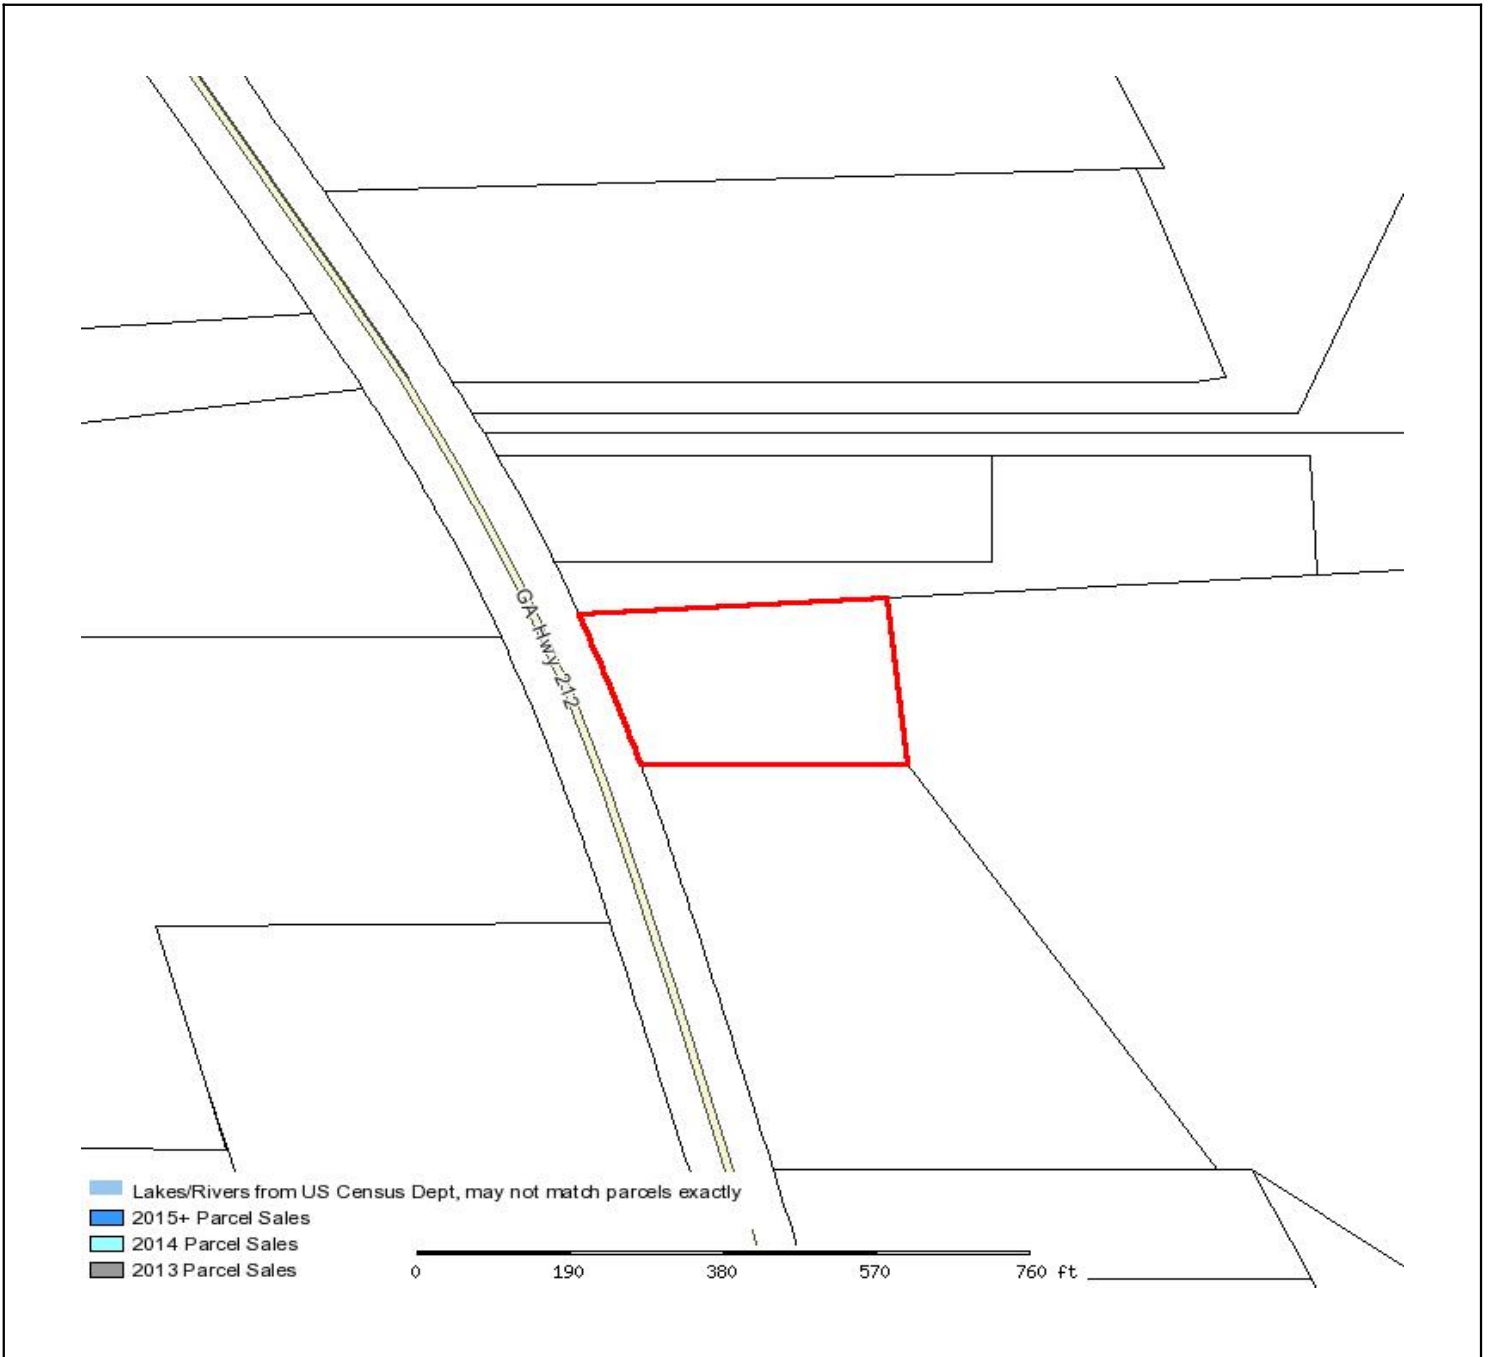 GA Hwy 212
Lakes/Rivers from US Census Dept, may not match parcels exactly
2015+ Parcel Sales
2014 Parcel Sales
2013 Parcel Sales
0 190 380 570 760 ft